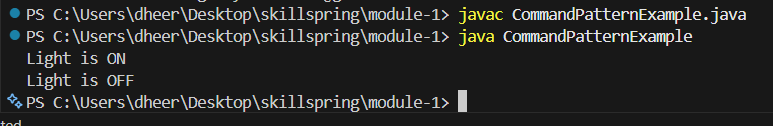 PS C:\Users\dheer\Desktop\skillspring\module-1> javac CommandPatternExample.java
PS C:\Users\dheer\Desktop\skillspring\module-1> java CommandPatternExample
Light is ON
Light is OFF
PS C:\Users\dheer\Desktop\skillspring\module-1>